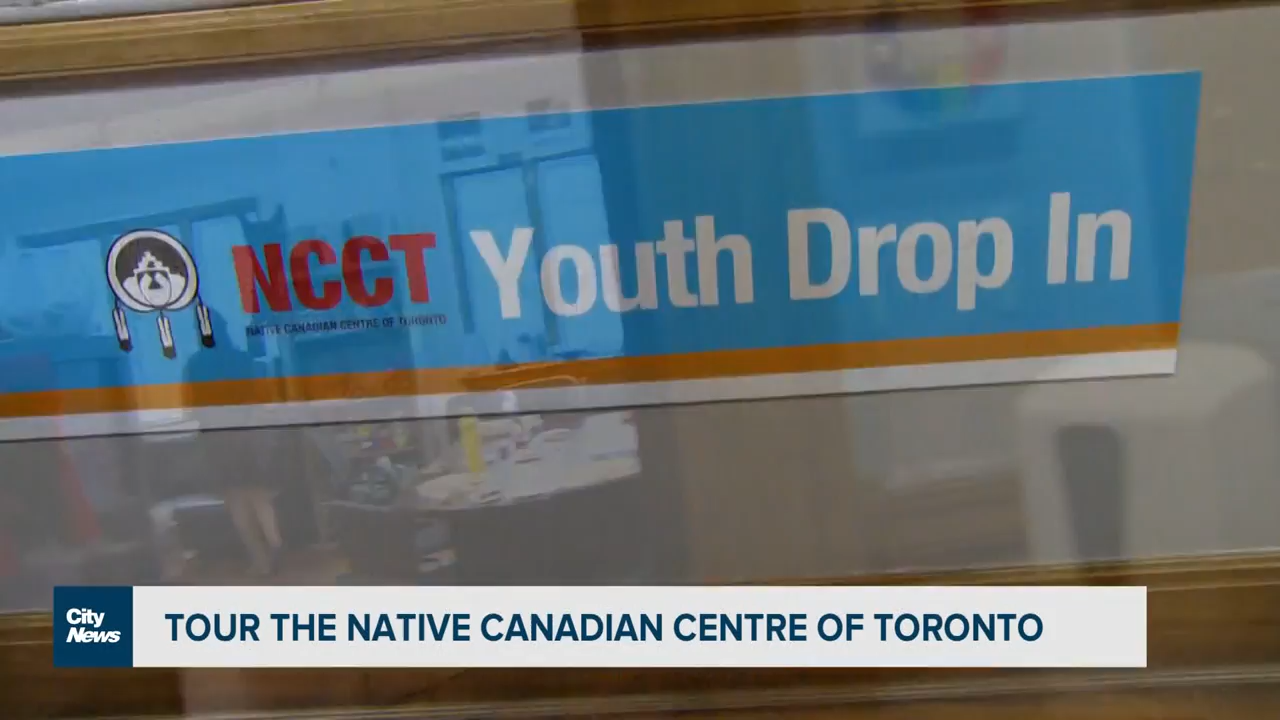 NCCT Youth Drop In
NATIVE CANADIAN CENTRE OF TORONTO
City News
TOUR THE NATIVE CANADIAN CENTRE OF TORONTO